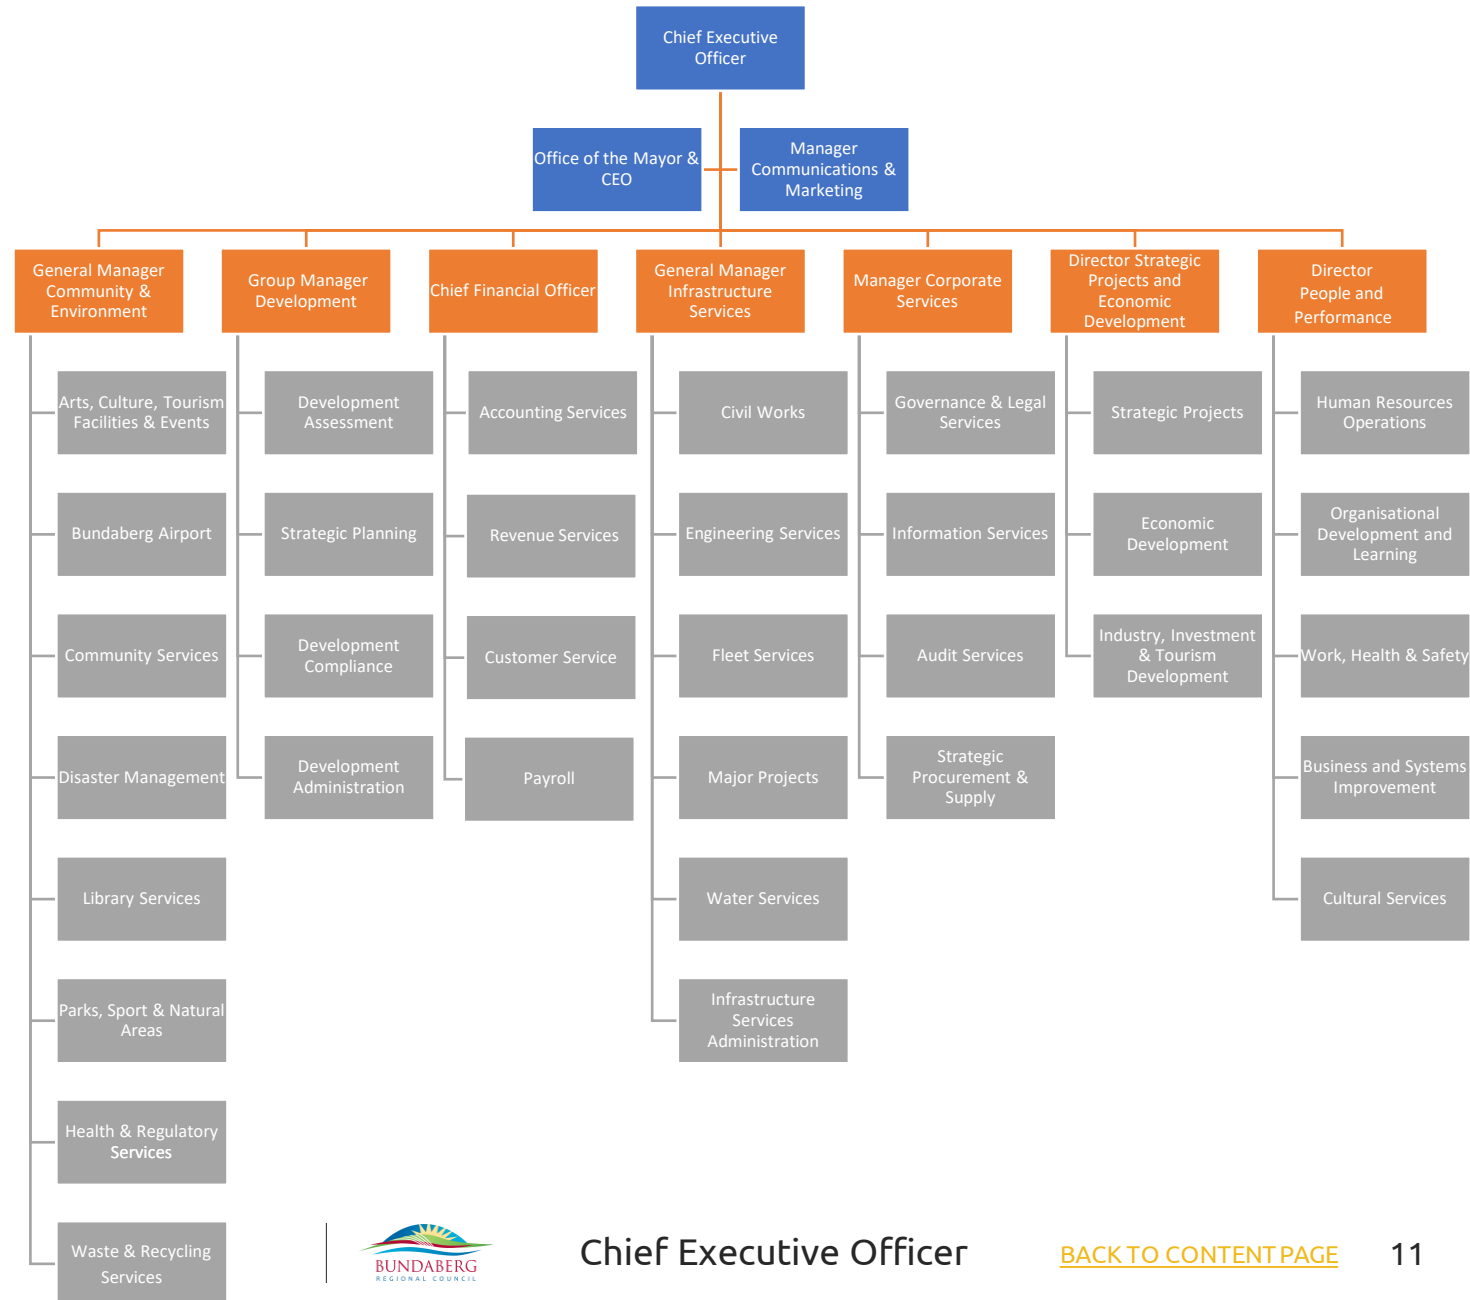 Chief Executive
Officer
Office of the Mayor &
CEO
Manager
Communications &
Marketing
General Manager
Community &
Environment
Group Manager
Development
Chief Financial Officer
General Manager
Infrastructure
Services
Manager Corporate
Services
Director Strategic
Projects and
Economic
Development
Director
People and
Performance
Arts, Culture, Tourism
Facilities & Events
Bundaberg Airport
Community Services
Disaster Management
Library Services
Parks, Sport & Natural
Areas
Health & Regulatory
Services
Waste & Recycling
Services
Development
Assessment
Strategic Planning
Development
Compliance
Development
Administration
Accounting Services
Revenue Services
Customer Service
Payroll
Civil Works
Engineering Services
Fleet Services
Major Projects
Water Services
Infrastructure
Services
Administration
Governance & Legal
Services
Information Services
Audit Services
Strategic
Procurement &
Supply
Strategic Projects
Economic
Development
Industry, Investment
& Tourism
Development
Human Resources
Operations
Organisational
Development and
Learning
Work, Health & Safety
Business and Systems
Improvement
Cultural Services
BUNDABERG
REGIONAL COUNCIL
Chief Executive Officer
BACK TO CONTENT PAGE
11